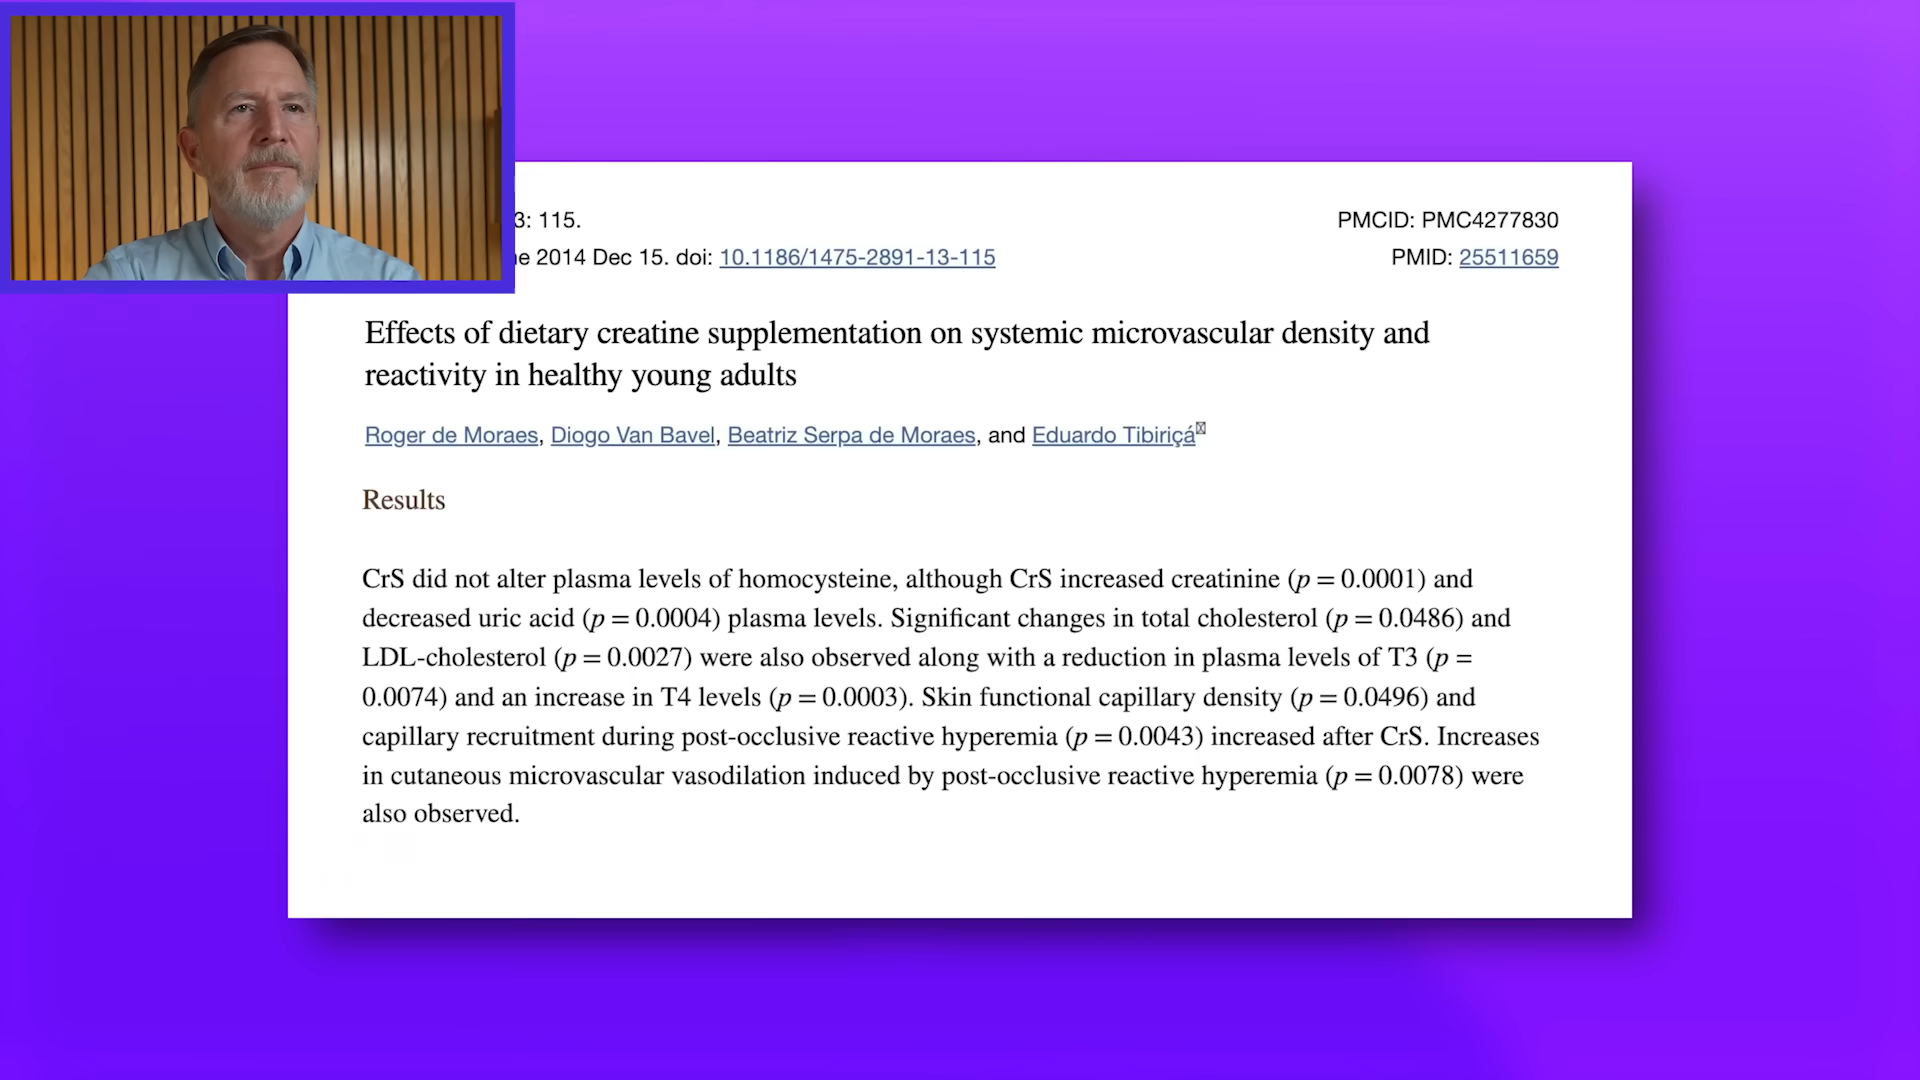 3: 115.
PMCID: PMC4277830
e 2014 Dec 15. doi: 10.1186/1475-2891-13-115
PMID: 25511659
Effects of dietary creatine supplementation on systemic microvascular density and
reactivity in healthy young adults
Roger de Moraes, Diogo Van Bavel, Beatriz Serpa de Moraes, and Eduardo Tibiriçá
Results
CrS did not alter plasma levels of homocysteine, although CrS increased creatinine (p = 0.0001) and
decreased uric acid (p = 0.0004) plasma levels. Significant changes in total cholesterol (p = 0.0486) and
LDL-cholesterol (p = 0.0027) were also observed along with a reduction in plasma levels of T3 (p =
0.0074) and an increase in T4 levels (p = 0.0003). Skin functional capillary density (p = 0.0496) and
capillary recruitment during post-occlusive reactive hyperemia (p = 0.0043) increased after CrS. Increases
in cutaneous microvascular vasodilation induced by post-occlusive reactive hyperemia (p = 0.0078) were
also observed.